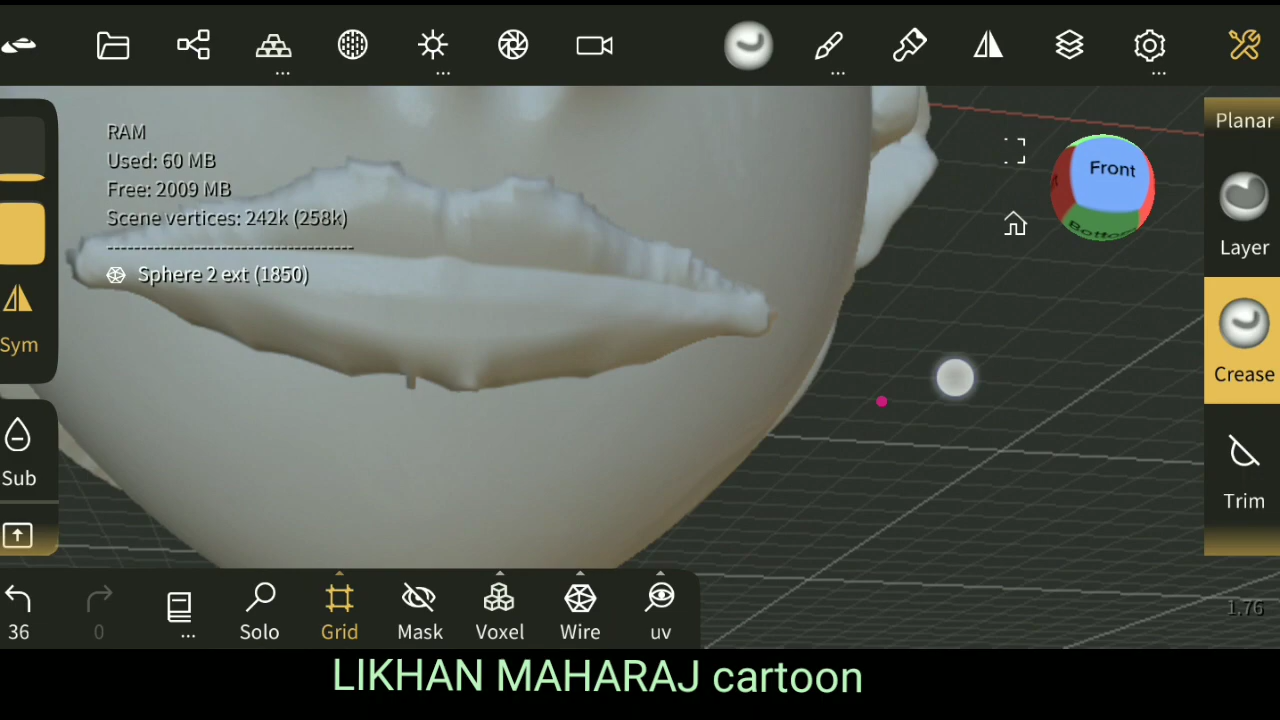 RAM
Used: 60 MB
Free: 2009 MB
Scene vertices: 242k (258k)
Sphere 2 ext (1850)
Front
Bottom
Planar
Layer
Crease
Trim
Sym
Sub
1.76
36
0
Solo
Grid
Mask
Voxel
Wire
uv
LIKHAN MAHARAJ cartoon